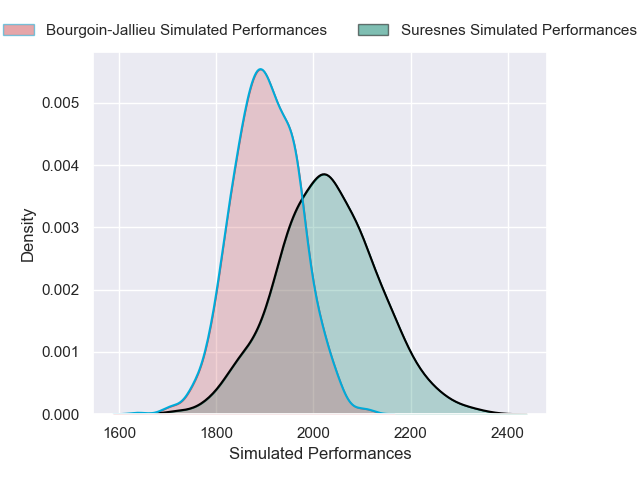 Bourgoin-Jallieu Simulated Performances Suresnes Simulated Performances
0.005
0.004
0.003
0.002
0.001
0.000
Density
1600 1800 2000 2200 2400
Simulated Performances